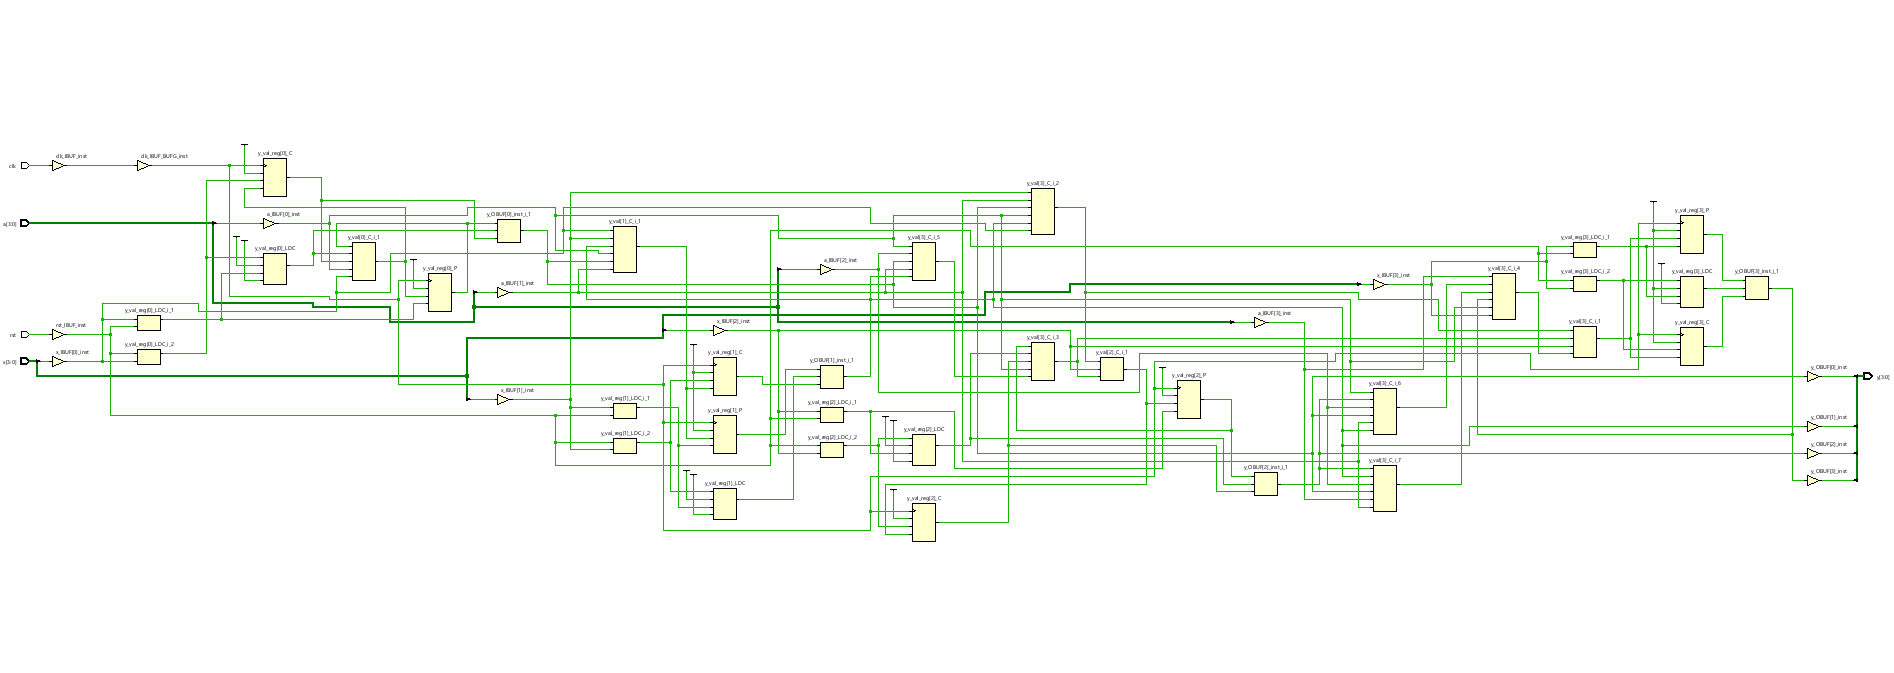 clk
clk_IBUF_inst
clk_IBUF_BUFG_inst
y_val_reg[0]_C
a[3:0]
a_IBUF[0]_inst
y_val_reg[0]_LDC
y_val[0]_C_i_1
y_val_reg[0]_P
y_OBUF[0]_inst_i_1
y_val[1]_C_i_1
a_IBUF[1]_inst
y_val_reg[0]_LDC_i_1
rst
rst_IBUF_inst
y_val_reg[0]_LDC_i_2
x[3:0]
x_IBUF[0]_inst
x_IBUF[1]_inst
y_val_reg[1]_LDC_i_1
y_val_reg[1]_LDC_i_2
x_IBUF[2]_inst
y_val_reg[1]_C
y_val_reg[1]_P
y_val_reg[1]_LDC
a_IBUF[2]_inst
y_OBUF[1]_inst_i_1
y_val_reg[2]_LDC_i_1
y_val_reg[2]_LDC_i_2
y_val[3]_C_i_5
y_val_reg[2]_LDC
y_val_reg[2]_C
y_val[3]_C_i_2
y_val[3]_C_i_3
y_val[2]_C_i_1
y_val_reg[2]_P
a_IBUF[3]_inst
y_OBUF[2]_inst_i_1
x_IBUF[3]_inst
y_val[3]_C_i_6
y_val[3]_C_i_7
y_val[3]_C_i_4
y_val_reg[3]_LDC_i_1
y_val_reg[3]_LDC_i_2
y_val[3]_C_i_1
y_val_reg[3]_P
y_val_reg[3]_LDC
y_val_reg[3]_C
y_OBUF[3]_inst_i_1
y_OBUF[0]_inst
y_OBUF[1]_inst
y_OBUF[2]_inst
y_OBUF[3]_inst
y[3:0]